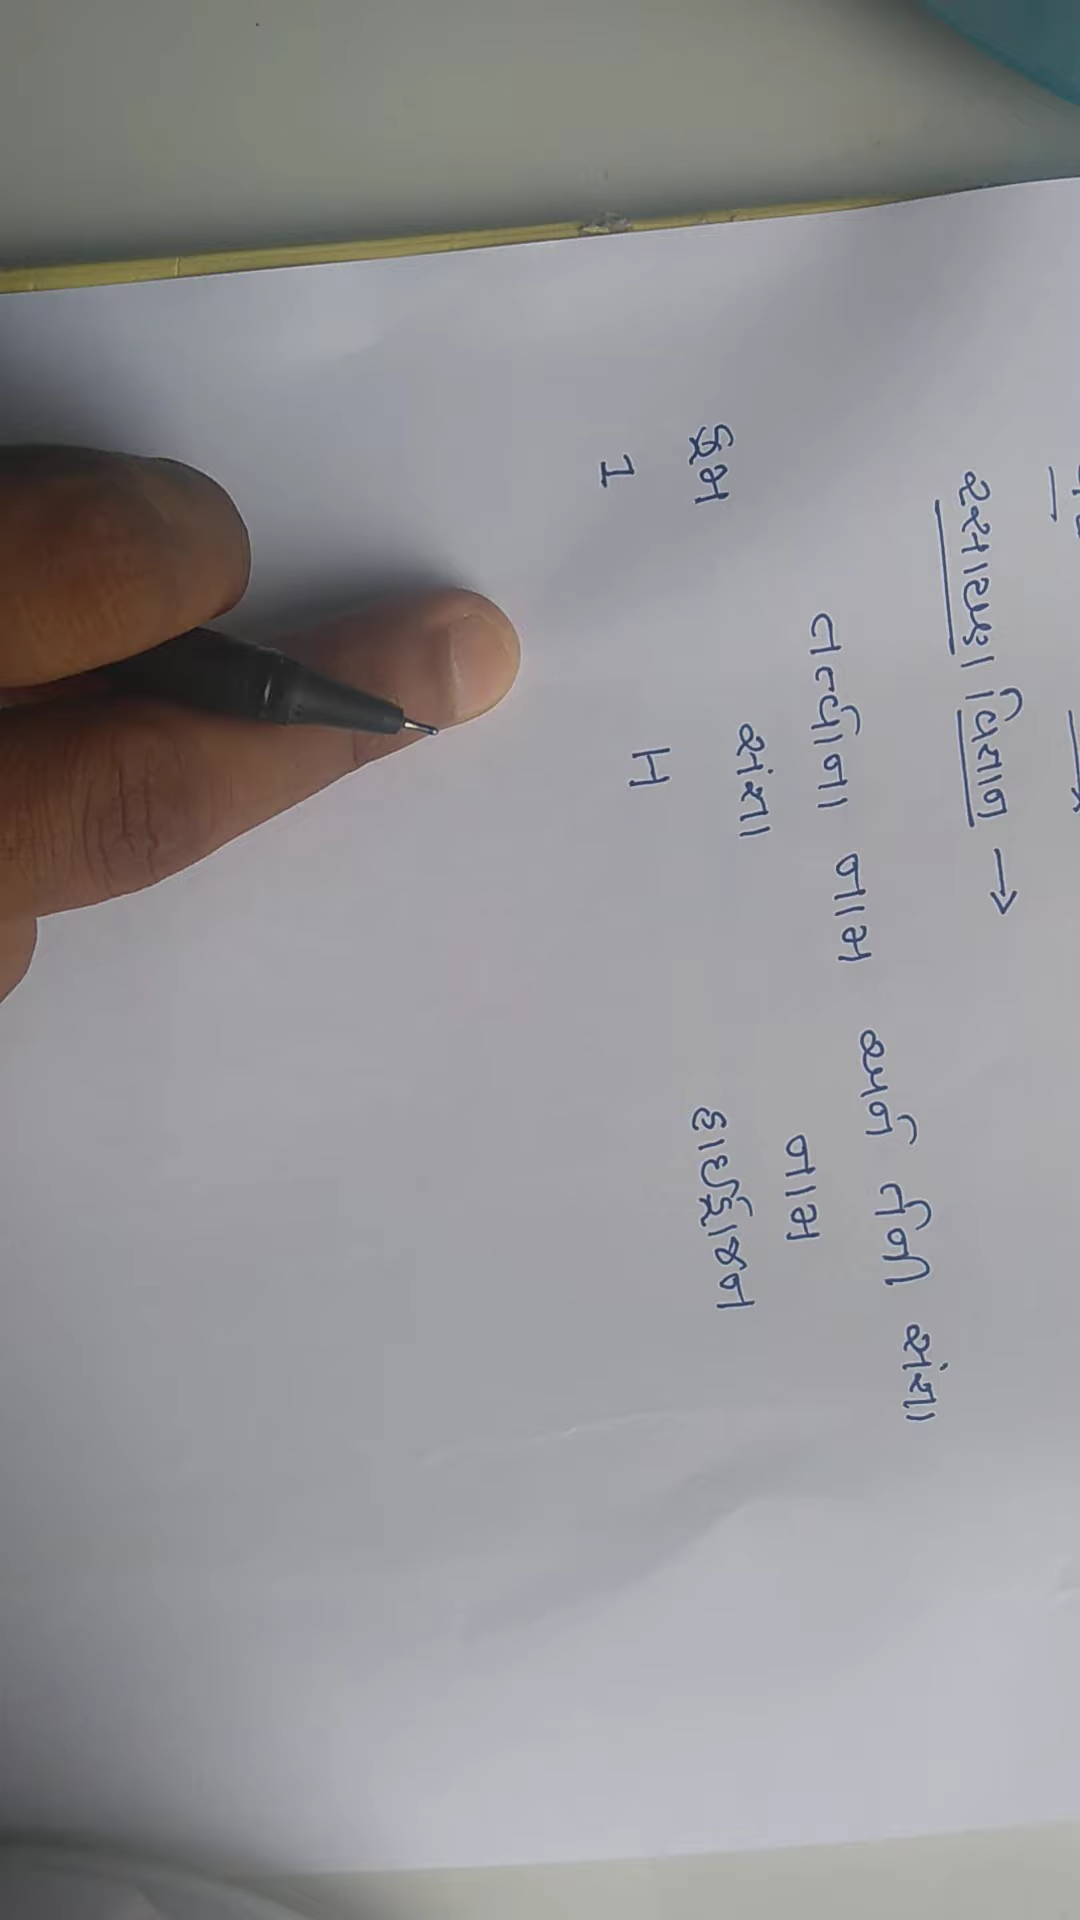 રસાયણ વિજ્ઞાન →
તત્વોના નામ અને તેની સંજ્ઞા
ક્રમ સંજ્ઞા નામ
1 H હાઈડ્રોજન